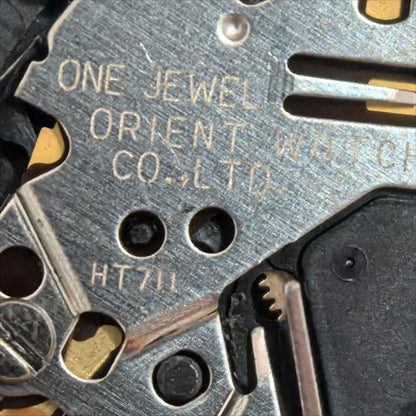 ONE JEWEL
ORIENT WATCH
CO.,LTD.
HT711